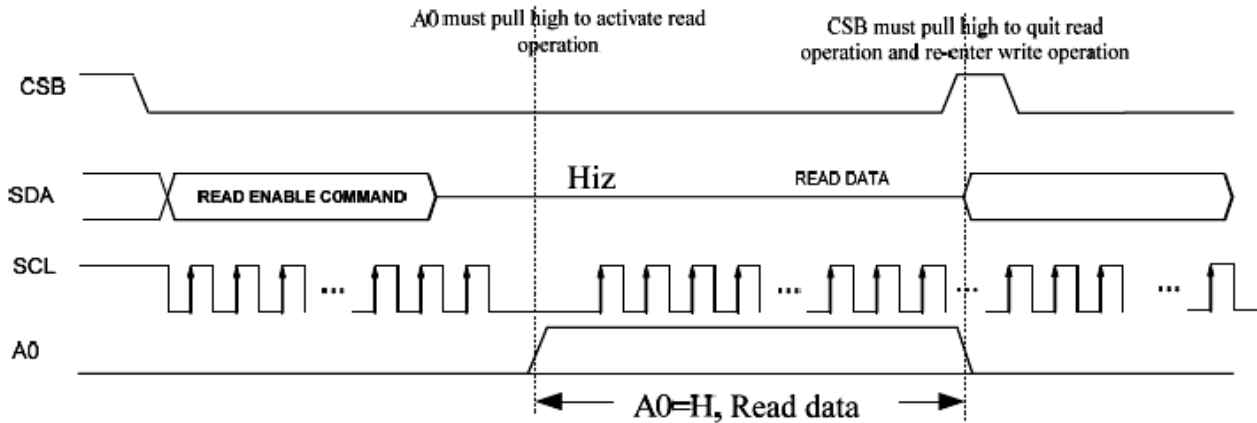 A0 must pull high to activate read
operation
CSB must pull high to quit read
operation and re-enter write operation
CSB
SDA
READ ENABLE COMMAND
Hiz
READ DATA
SCL
...
...
...
...
A0
A0=H, Read data